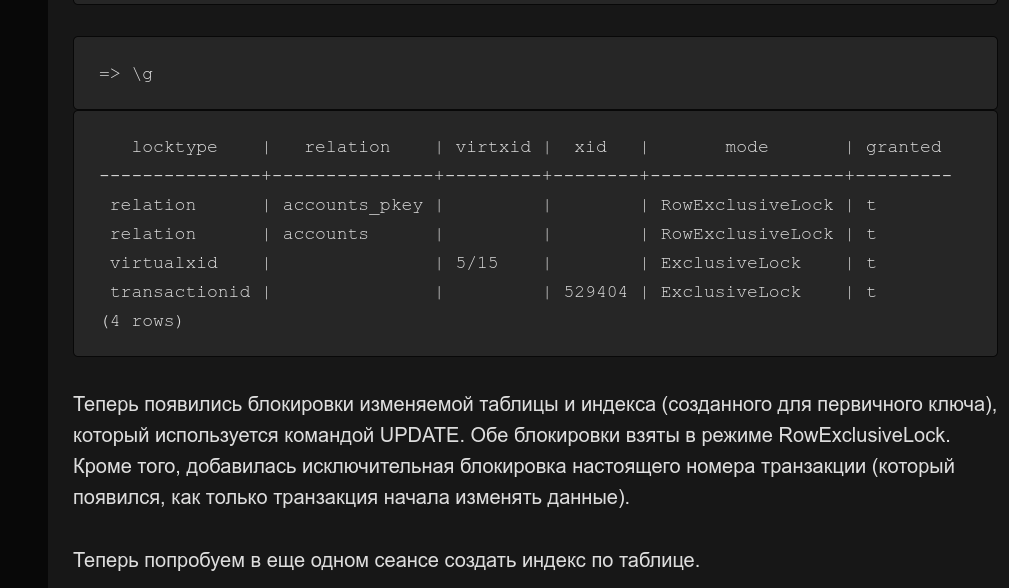 => \g
   locktype    |   relation    | virtxid |  xid   |       mode       | granted
---------------+---------------+---------+--------+------------------+---------
 relation      | accounts_pkey |         |        | RowExclusiveLock | t
 relation      | accounts      |         |        | RowExclusiveLock | t
 virtualxid    |               | 5/15    |        | ExclusiveLock    | t
 transactionid |               |         | 529404 | ExclusiveLock    | t
(4 rows)
Теперь появились блокировки изменяемой таблицы и индекса (созданного для первичного ключа),
который используется командой UPDATE. Обе блокировки взяты в режиме RowExclusiveLock.
Кроме того, добавилась исключительная блокировка настоящего номера транзакции (который
появился, как только транзакция начала изменять данные).
Теперь попробуем в еще одном сеансе создать индекс по таблице.